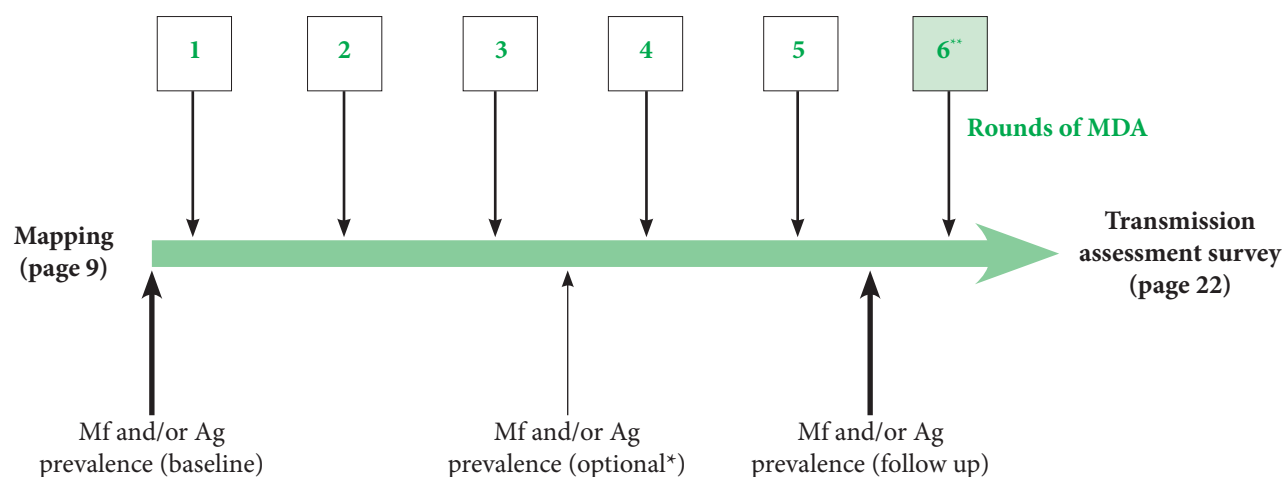 1
2
3
4
5
6**
Rounds of MDA
Mapping
(page 9)
Transmission
assessment survey
(page 22)
Mf and/or Ag
prevalence (baseline)
Mf and/or Ag
prevalence (optional*)
Mf and/or Ag
prevalence (follow up)